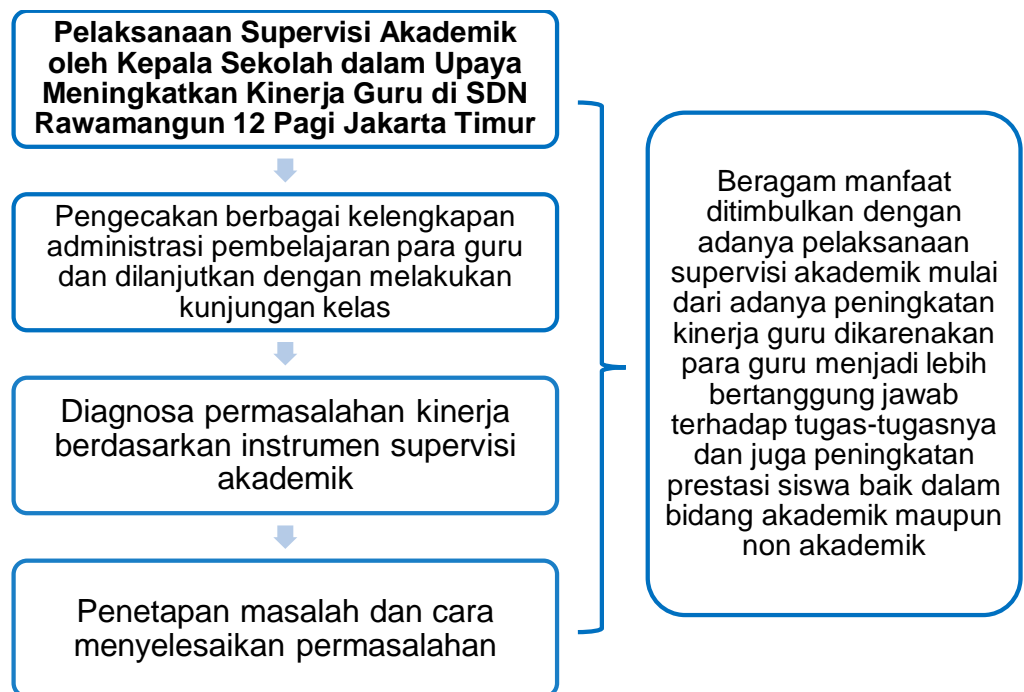 Pelaksanaan Supervisi Akademik
oleh Kepala Sekolah dalam Upaya
Meningkatkan Kinerja Guru di SDN
Rawamangun 12 Pagi Jakarta Timur
Pengecakan berbagai kelengkapan
administrasi pembelajaran para guru
dan dilanjutkan dengan melakukan
kunjungan kelas
Diagnosa permasalahan kinerja
berdasarkan instrumen supervisi
akademik
Penetapan masalah dan cara
menyelesaikan permasalahan
Beragam manfaat
ditimbulkan dengan
adanya pelaksanaan
supervisi akademik mulai
dari adanya peningkatan
kinerja guru dikarenakan
para guru menjadi lebih
bertanggung jawab
terhadap tugas-tugasnya
dan juga peningkatan
prestasi siswa baik dalam
bidang akademik maupun
non akademik